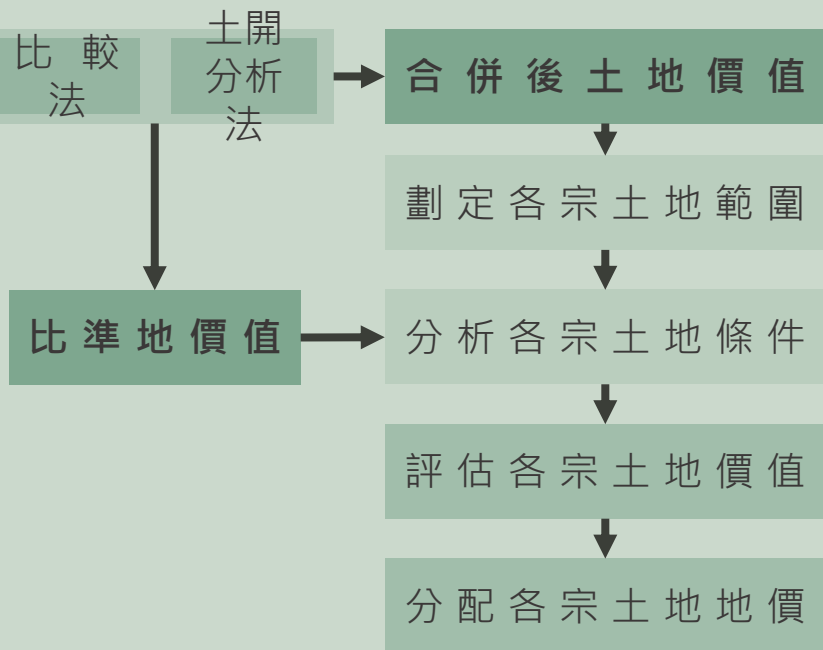 比較法
土開分析法
合併後土地價值
劃定各宗土地範圍
比準地價值
分析各宗土地條件
評估各宗土地價值
分配各宗土地地價